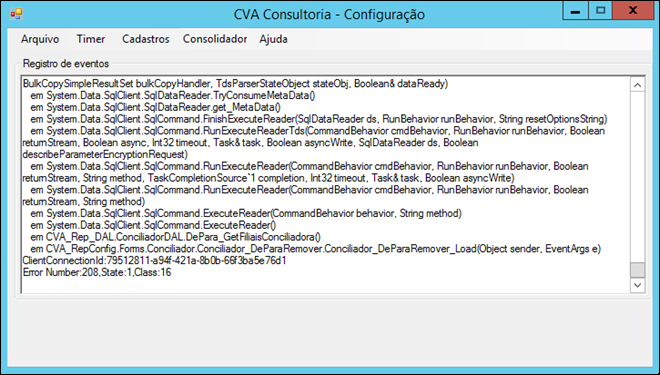 CVA Consultoria - Configuração
Arquivo Timer Cadastros Consolidador Ajuda
Registro de eventos
BulkCopySimpleResultSet bulkCopyHandler, TdsParserStateObject stateObj, Boolean& dataReady)
em System.Data.SqlClient.SqlDataReader.TryConsumeMetaData()
em System.Data.SqlClient.SqlDataReader.get_MetaData()
em System.Data.SqlClient.SqlCommand.FinishExecuteReader(SqlDataReader ds, RunBehavior runBehavior, String resetOptionsString)
em System.Data.SqlClient.SqlCommand.RunExecuteReaderTds(CommandBehavior cmdBehavior, RunBehavior runBehavior, Boolean
returnStream, Boolean async, Int32 timeout, Task& task, Boolean asyncWrite, SqlDataReader ds, Boolean
describeParameterEncryptionRequest)
em System.Data.SqlClient.SqlCommand.RunExecuteReader(CommandBehavior cmdBehavior, RunBehavior runBehavior, Boolean
returnStream, String method, TaskCompletionSource`1 completion, Int32 timeout, Task& task, Boolean asyncWrite)
em System.Data.SqlClient.SqlCommand.RunExecuteReader(CommandBehavior cmdBehavior, RunBehavior runBehavior, Boolean
returnStream, String method)
em System.Data.SqlClient.SqlCommand.ExecuteReader(CommandBehavior behavior, String method)
em System.Data.SqlClient.SqlCommand.ExecuteReader()
em CVA_Rep_DAL.ConciliadorDAL.DePara_GetFiliaisConciliadora()
em CVA_RepConfig.Forms.Conciliador.Conciliador_DeParaRemover.Conciliador_DeParaRemover_Load(Object sender, EventArgs e)
ClientConnectionId:79512811-a94f-421a-8b0b-66f3ba5e76d1
Error Number:208,State:1,Class:16